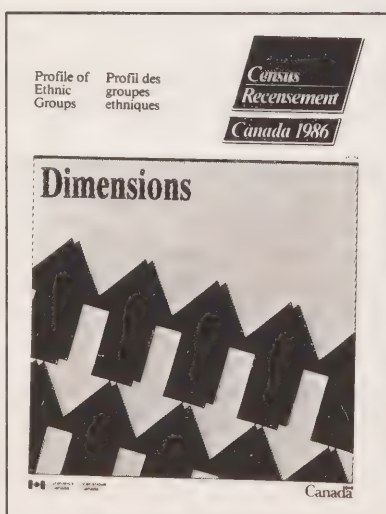 Profile of
Ethnic
Groups
Profil des
groupes
ethniques
Census
Recensement
Canada 1986
Dimensions
Canada